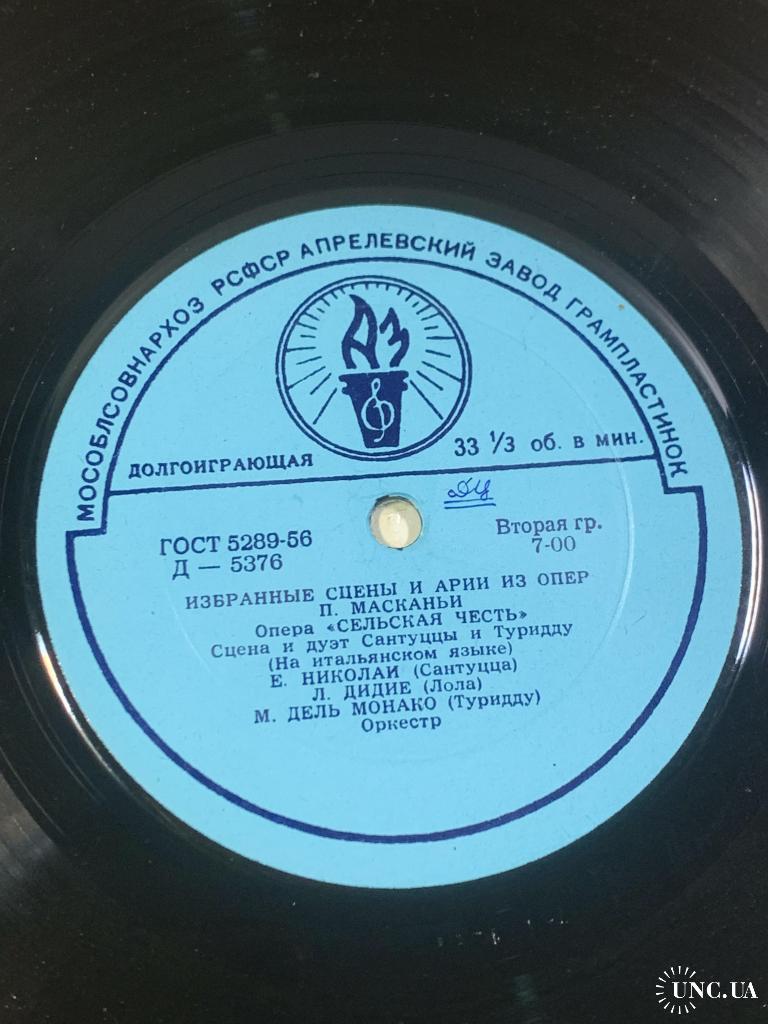 МОСОБЛСОВНАРХОЗ РСФСР АПРЕЛЕВСКИЙ ЗАВОД ГРАМПЛАСТИНОК
АЗ
ДОЛГОИГРАЮЩАЯ
33 1/3 об. в мин.
ГОСТ 5289-56
Вторая гр.
Д — 5376
7-00
ИЗБРАННЫЕ СЦЕНЫ И АРИИ ИЗ ОПЕР
П. МАСКАНЬИ
Опера «СЕЛЬСКАЯ ЧЕСТЬ»
Сцена и дуэт Сантуццы и Туридду
(На итальянском языке)
Е. НИКОЛАИ (Сантуцца)
Л. ДИДИЕ (Лола)
М. ДЕЛЬ МОНАКО (Туридду)
Оркестр
UNC.UA